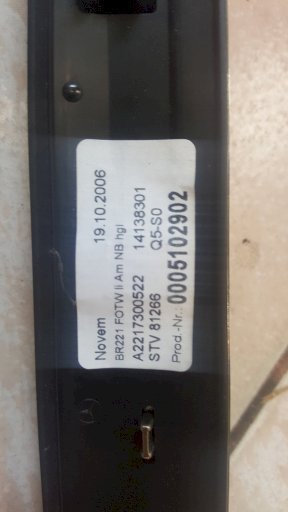 Novem 19.10.2006
BR221 FOTW li Am NB hgl
A2217300522 14138301
STV 81266 Q5-S0
Prod.-Nr.: 0005102902